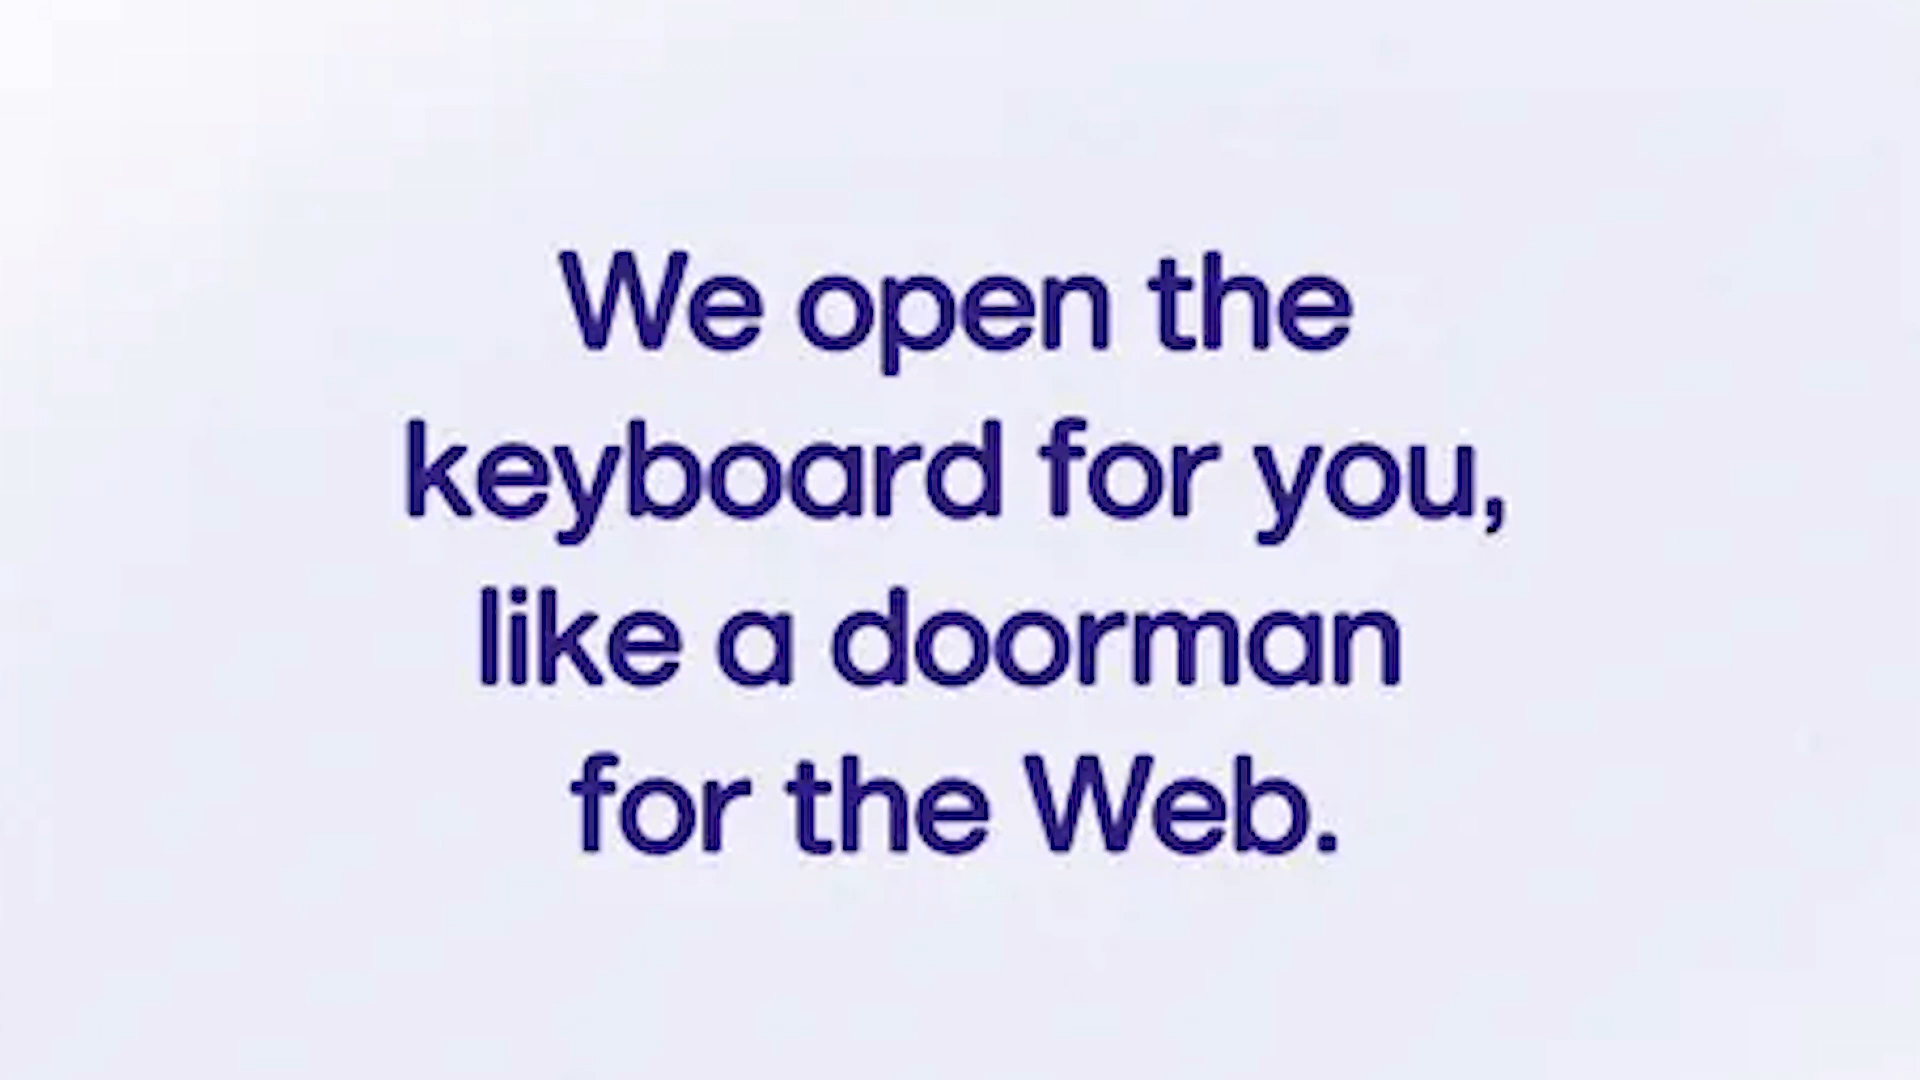 We open the
keyboard for you,
like a doorman
for the Web.